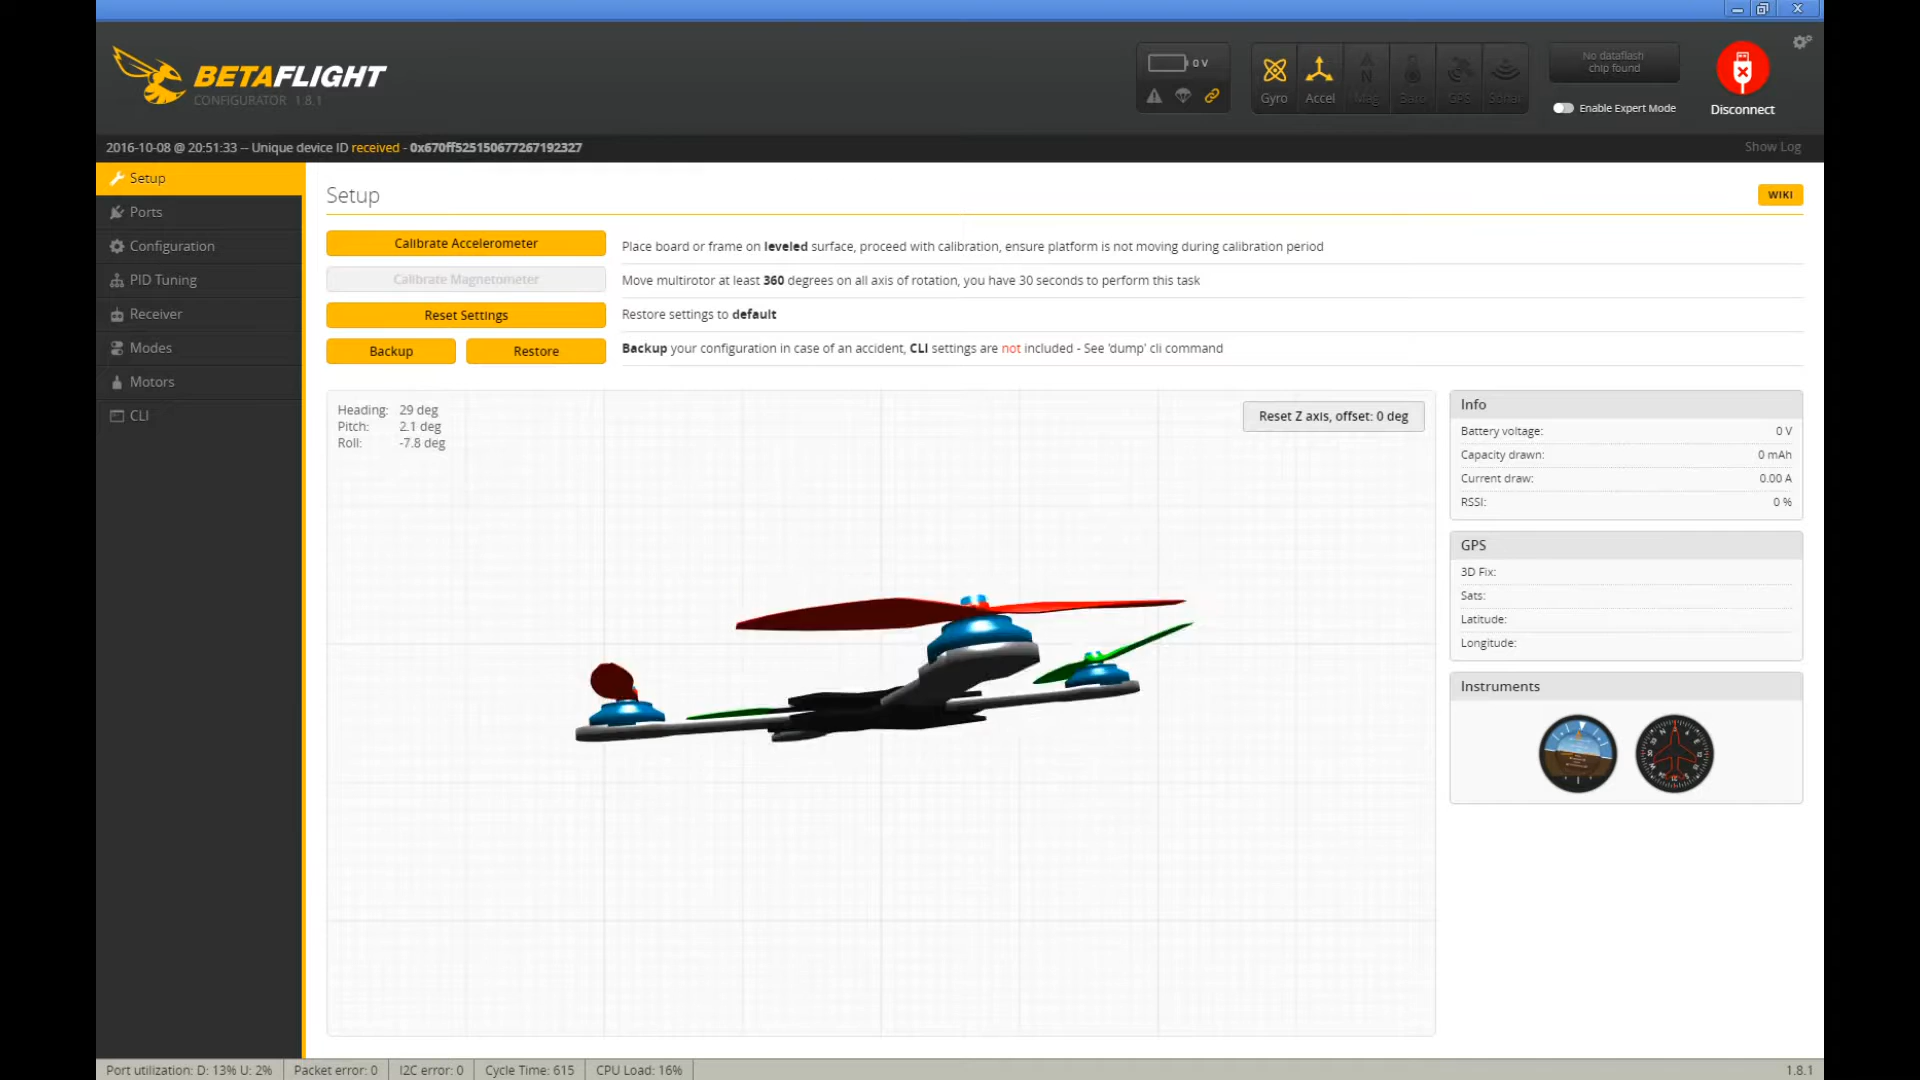 BETAFLIGHT
CONFIGURATOR 1.8.1
0 V
Gyro
Accel
Mag
Baro
GPS
Sonar
No dataflash
chip found
Enable Expert Mode
Disconnect
2016-10-08 @ 20:51:33 -- Unique device ID received - 0x670ff525150677267192327
Show Log
Setup
Ports
Configuration
PID Tuning
Receiver
Modes
Motors
CLI
Setup
WIKI
Calibrate Accelerometer
Place board or frame on leveled surface, proceed with calibration, ensure platform is not moving during calibration period
Calibrate Magnetometer
Move multirotor at least 360 degrees on all axis of rotation, you have 30 seconds to perform this task
Reset Settings
Restore settings to default
Backup
Restore
Backup your configuration in case of an accident, CLI settings are not included - See 'dump' cli command
Heading: 29 deg
Pitch: 2.1 deg
Roll: -7.8 deg
Reset Z axis, offset: 0 deg
Info
Battery voltage: 0 V
Capacity drawn: 0 mAh
Current draw: 0.00 A
RSSI: 0 %
GPS
3D Fix:
Sats:
Latitude:
Longitude:
Instruments
Port utilization: D: 13% U: 2%
Packet error: 0
I2C error: 0
Cycle Time: 615
CPU Load: 16%
1.8.1